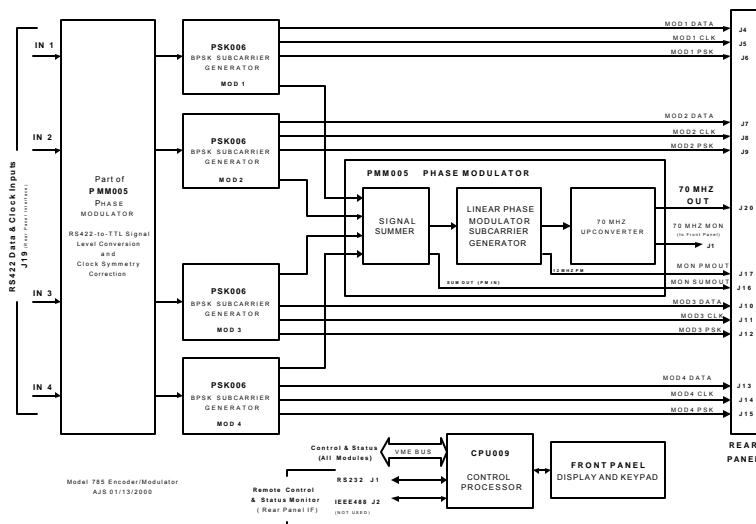 RS422 Data & Clock Inputs
J19 (Rear Panel Interface)
IN 1
IN 2
IN 3
IN 4
Part of
PMM005
PHASE
MODULATOR
RS422-to-TTL Signal
Level Conversion
and
Clock Symmetry
Correction
PSK006
BPSK SUBCARRIER
GENERATOR
MOD 1
PSK006
BPSK SUBCARRIER
GENERATOR
MOD2
PSK006
BPSK SUBCARRIER
GENERATOR
MOD 3
PSK006
BPSK SUBCARRIER
GENERATOR
MOD 4
PMM005 PHASE MODULATOR
SIGNAL
SUMMER
LINEAR PHASE
MODULATOR
SUBCARRIER
GENERATOR
70 MHZ
UPCONVERTER
SUM OUT (PM IN)
12 MHZ PM
MOD1 DATA J4
MOD1 CLK J5
MOD1 PSK J6
MOD2 DATA J7
MOD2 CLK J8
MOD2 PSK J9
70 MHZ
OUT
J20
70 MHZ MON
(to Front Panel)
J1
MON PMOUT J17
MON SUMOUT J16
MOD3 DATA J10
MOD3 CLK J11
MOD3 PSK J12
MOD4 DATA J13
MOD4 CLK J14
MOD4 PSK J15
REAR
PANEL
Control & Status
(All Modules)
VME BUS
CPU009
CONTROL
PROCESSOR
FRONT PANEL
DISPLAY AND KEYPAD
Remote Control
& Status Monitor
(Rear Panel IF)
RS232 J1
IEEE488 J2
(NOT USED)
Model 785 Encoder/Modulator
AJS 01/13/2000